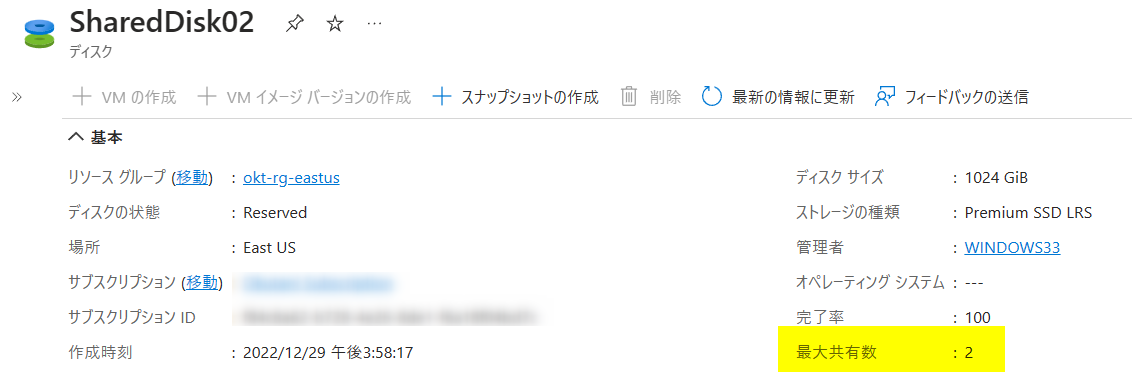 SharedDisk02
ディスク
VM の作成
VM イメージ バージョンの作成
スナップショットの作成
削除
最新の情報に更新
フィードバックの送信
基本
リソース グループ (移動) : okt-rg-eastus
ディスクの状態 : Reserved
場所 : East US
サブスクリプション (移動) :
サブスクリプション ID
作成時刻 : 2022/12/29 午後3:58:17
ディスク サイズ : 1024 GiB
ストレージの種類 : Premium SSD LRS
管理者 : WINDOWS33
オペレーティング システム : ---
完了率 : 100
最大共有数 : 2